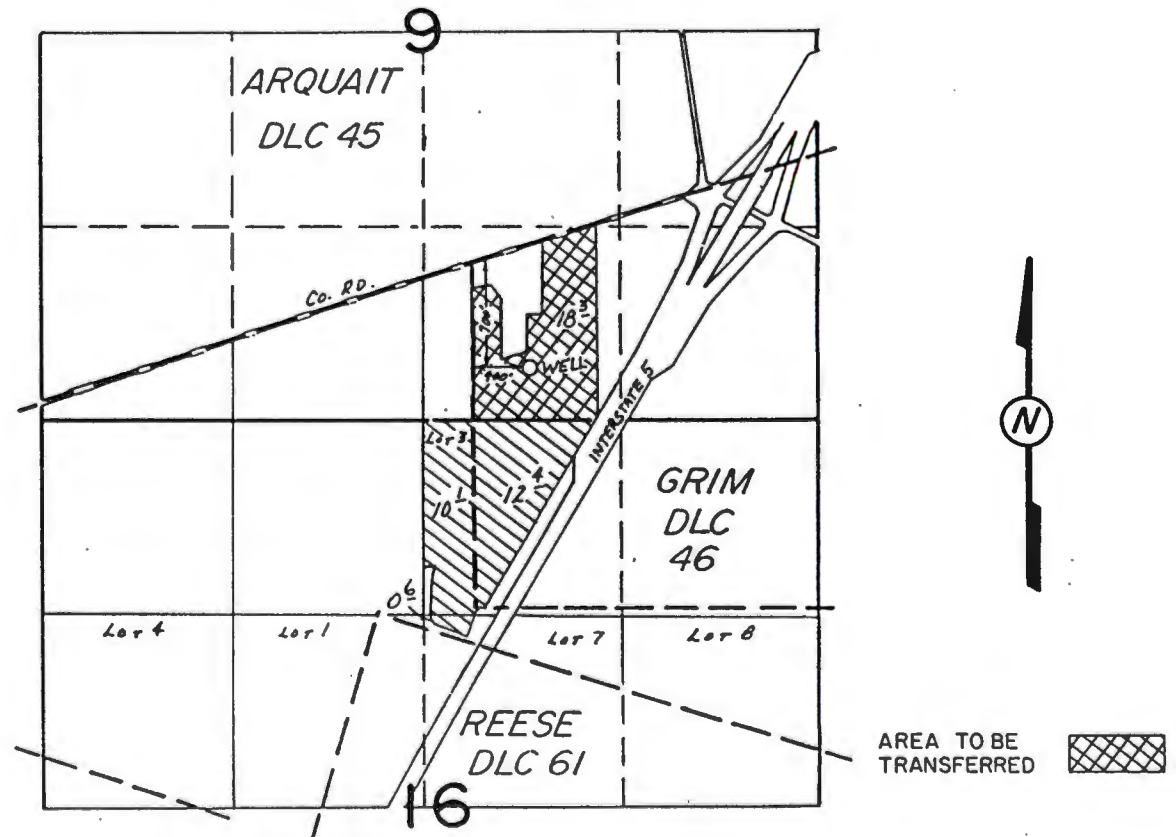 9
ARQUAIT
DLC 45
CO. RD.
18 3
700'
WELL
INTERSTATE 5
LOT 3
12 4
10 1
GRIM
DLC
46
N
0 6
LOT 4
LOT 1
LOT 7
LOT 8
REESE
DLC 61
16
AREA TO BE
TRANSFERRED